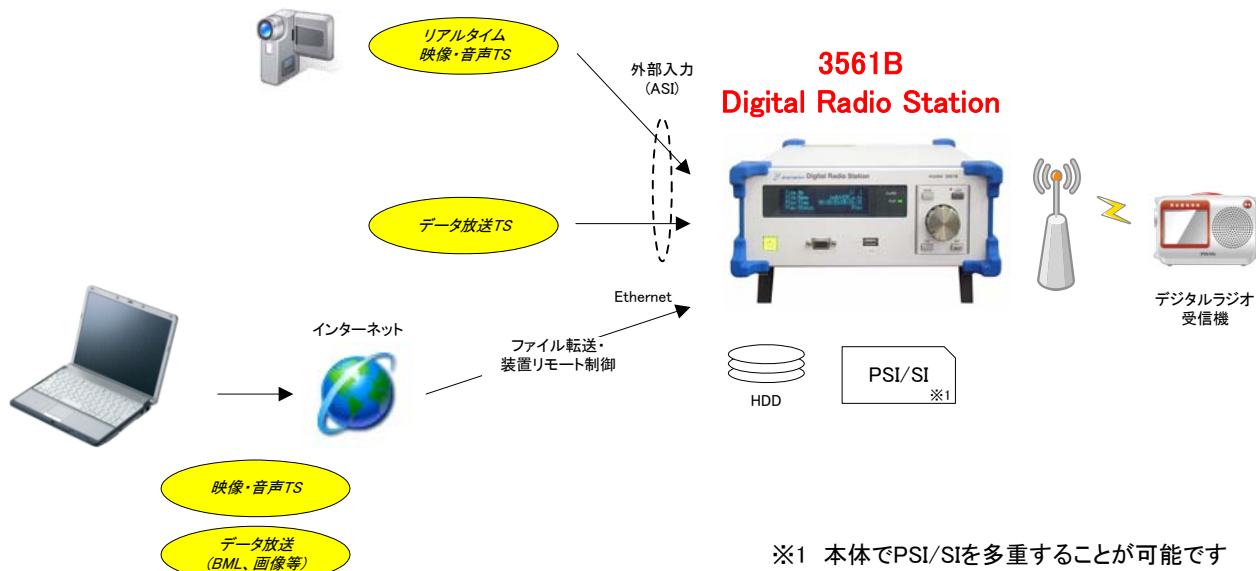 リアルタイム
映像・音声TS
外部入力
(ASI)
3561B
Digital Radio Station
データ放送TS
Digital Radio Station
Ethernet
インターネット
ファイル転送・
装置リモート制御
デジタルラジオ
受信機
HDD
PSI/SI
※1
映像・音声TS
データ放送
(BML、画像等)
※1 本体でPSI/SIを多重することが可能です